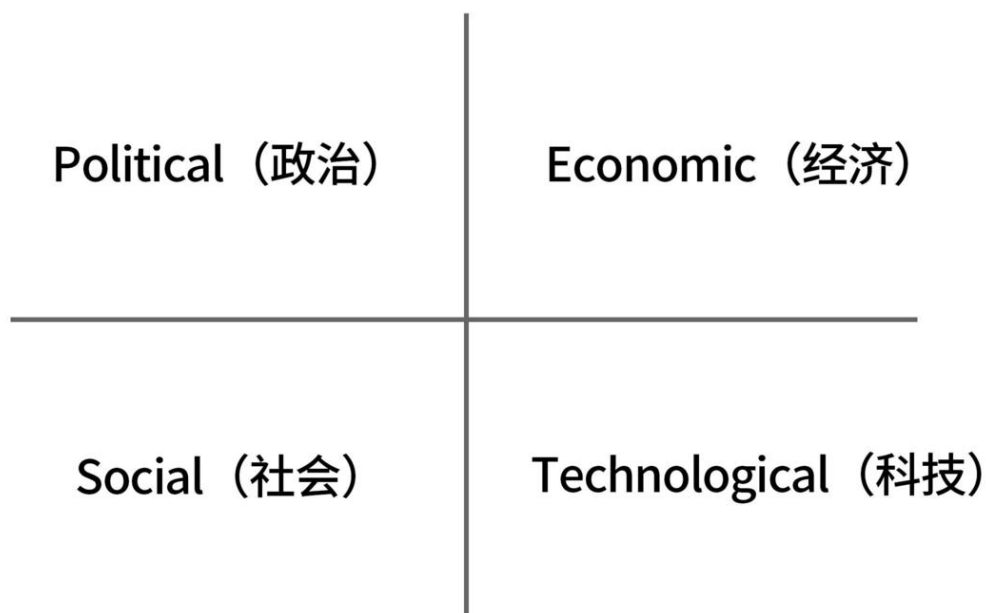 Political（政治）
Economic（经济）
Social（社会）
Technological（科技）